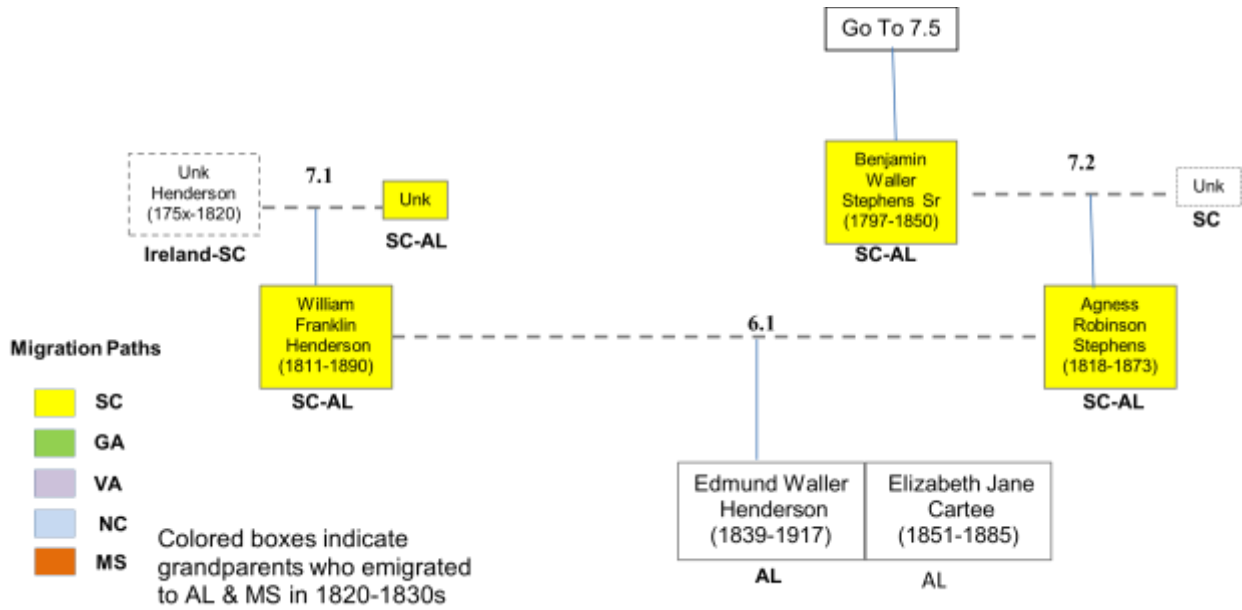 Go To 7.5
Unk
Henderson
(175x-1820)
Ireland-SC
7.1
Unk
SC-AL
Benjamin
Waller
Stephens Sr
(1797-1850)
SC-AL
7.2
Unk
SC
William
Franklin
Henderson
(1811-1890)
SC-AL
6.1
Agness
Robinson
Stephens
(1818-1873)
SC-AL
Migration Paths
SC
GA
VA
NC
MS
Colored boxes indicate
grandparents who emigrated
to AL & MS in 1820-1830s
Edmund Waller
Henderson
(1839-1917)
AL
Elizabeth Jane
Cartee
(1851-1885)
AL